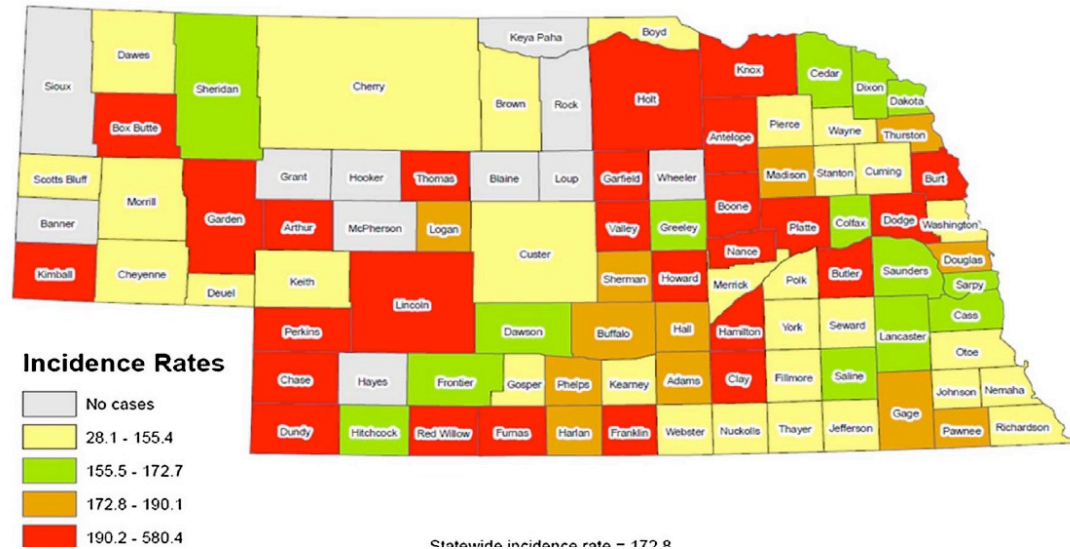 Keya Paha
Boyd
Dawes
Knox
Cedar
Sioux
Sheridan
Cherry
Brown
Rock
Holt
Dixon
Dakota
Box Butte
Antelope
Pierce
Wayne
Thurston
Scotts Bluff
Grant
Hooker
Thomas
Blaine
Loup
Garfield
Wheeler
Madison
Stanton
Cuming
Burt
Morrill
Garden
Banner
Arthur
McPherson
Logan
Valley
Greeley
Boone
Platte
Colfax
Dodge
Washington
Custer
Nance
Kimball
Cheyenne
Deuel
Keith
Sherman
Howard
Merrick
Polk
Butler
Saunders
Douglas
Sarpy
Lincoln
Perkins
Dawson
Buffalo
Hall
Hamilton
York
Seward
Lancaster
Cass
Otoe
Incidence Rates
Chase
Hayes
Frontier
Gosper
Phelps
Kearney
Adams
Clay
Fillmore
Saline
Johnson
Nemaha
No cases
28.1 - 155.4
155.5 - 172.7
172.8 - 190.1
190.2 - 580.4
Dundy
Hitchcock
Red Willow
Furnas
Harlan
Franklin
Webster
Nuckolls
Thayer
Jefferson
Gage
Pawnee
Richardson
Statewide incidence rate = 172.8